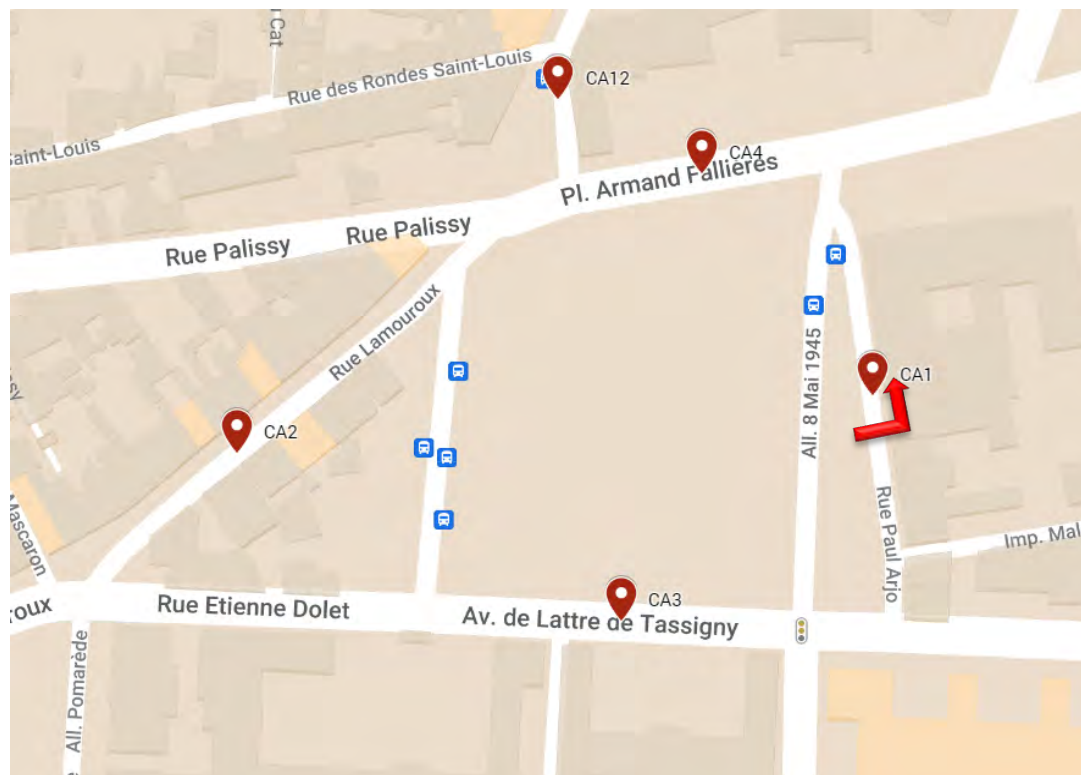 Cat
Rue des Rondes Saint-Louis
CA12
Saint-Louis
CA4
Pl. Armand Fallières
Rue Palissy
Rue Palissy
Rue Lamouroux
All. 8 Mai 1945
CA1
CA2
Rue Paul Arjo
Imp. Mal
Mascaron
CA3
roux
Rue Etienne Dolet
Av. de Lattre de Tassigny
All. Pomarède